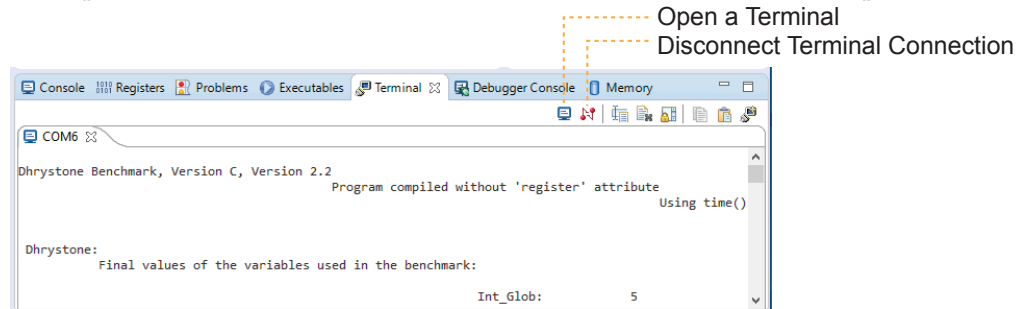 Open a Terminal
Disconnect Terminal Connection
Console Registers Problems Executables Terminal Debugger Console Memory
COM6
Dhrystone Benchmark, Version C, Version 2.2
Program compiled without 'register' attribute
Using time()
Dhrystone:
Final values of the variables used in the benchmark:
Int_Glob: 5